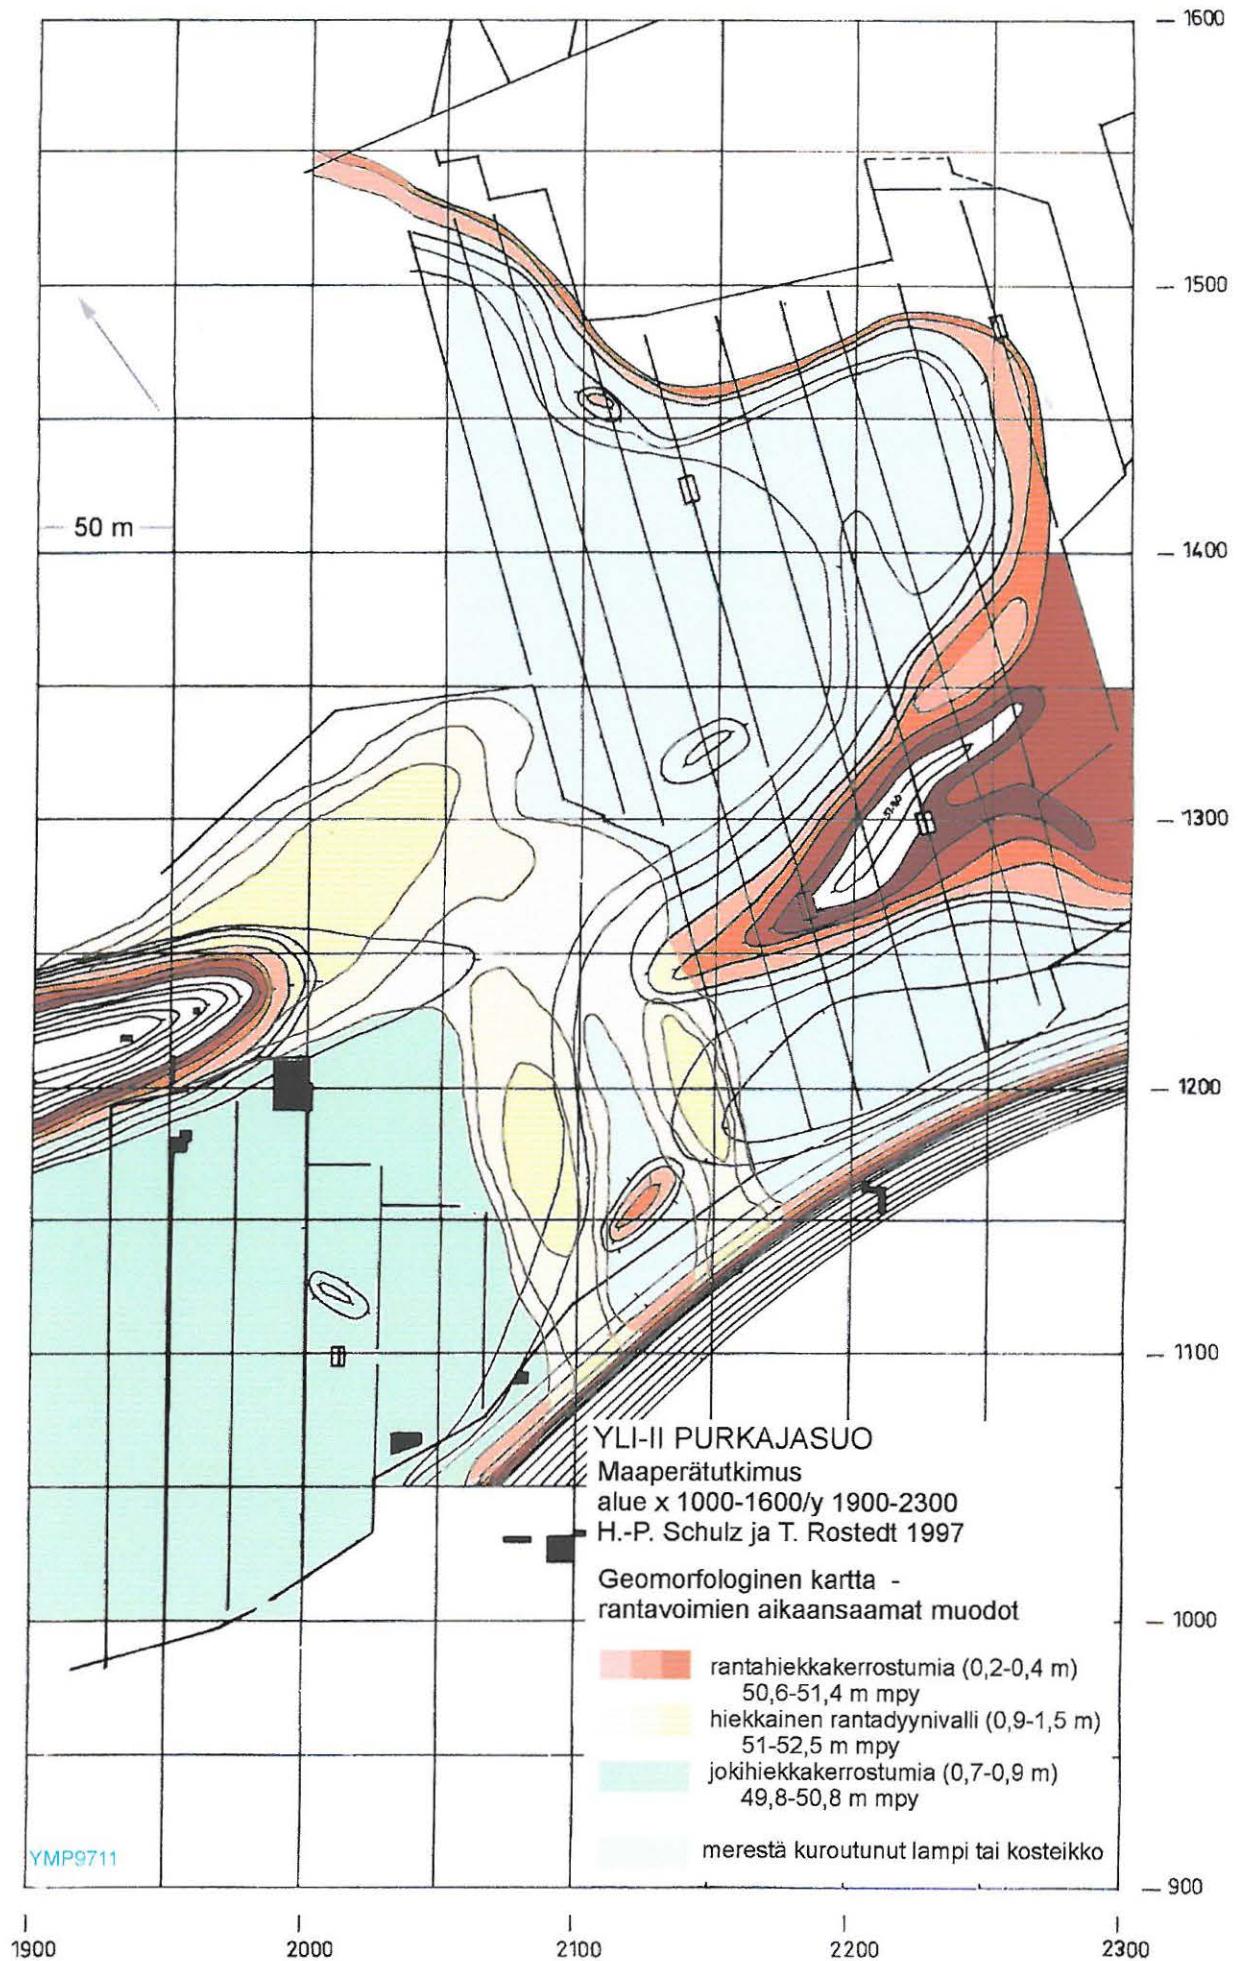 1600
1500
50 m
1400
1300
1200
1100
YLI-II PURKAJASUO
Maaperätutkimus
alue x 1000-1600/y 1900-2300
H.-P. Schulz ja T. Rostedt 1997
Geomorfologinen kartta -
rantavoimien aikaansaamat muodot
1000
rantahiekkakerrostumia (0,2-0,4 m)
50,6-51,4 m mpy
hiekkainen rantadyynivalli (0,9-1,5 m)
51-52,5 m mpy
jokihiekkakerrostumia (0,7-0,9 m)
49,8-50,8 m mpy
merestä kuroutunut lampi tai kosteikko
YMP9711
900
1900 2000 2100 2200 2300